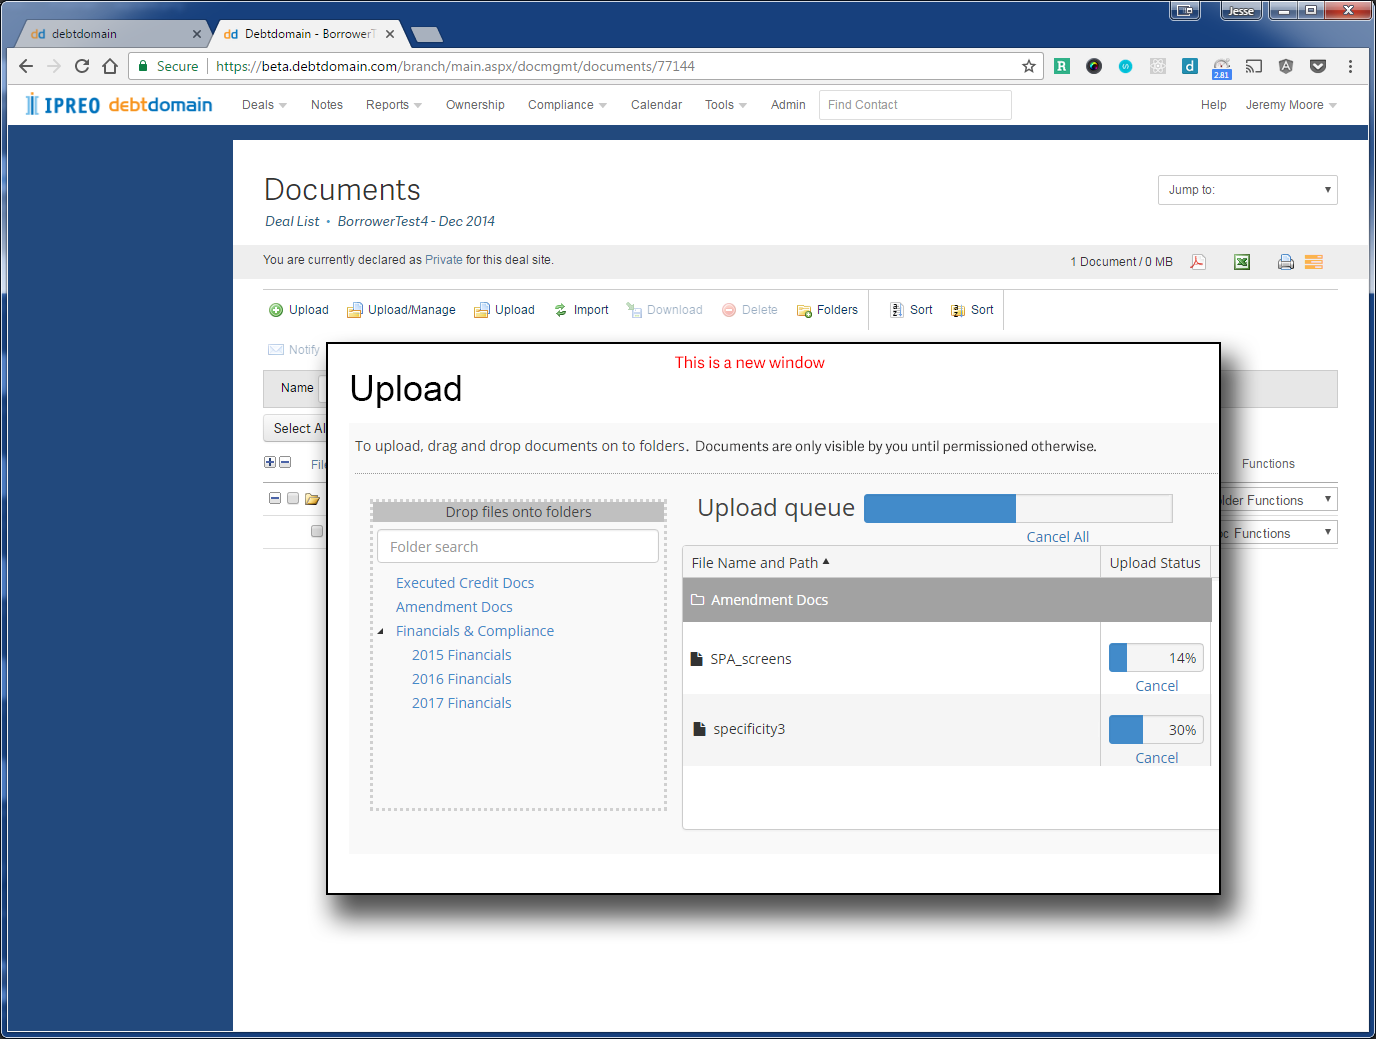 Jesse
dd debtdomain
dd Debtdomain - Borrower
Secure https://beta.debtdomain.com/branch/main.aspx/docmgmt/documents/77144
R
d
2.81
IPREO debtdomain Deals Notes Reports Ownership Compliance Calendar Tools Admin Find Contact Help Jeremy Moore
Documents
Jump to:
Deal List • BorrowerTest4 - Dec 2014
You are currently declared as Private for this deal site.
1 Document / 0 MB
Upload Upload/Manage Upload Import Download Delete Folders Sort Sort
Notify
Name
Select Al
Functions
lder Functions
c Functions
This is a new window
Upload
To upload, drag and drop documents on to folders. Documents are only visible by you until permissioned otherwise.
Drop files onto folders
Folder search
Executed Credit Docs
Amendment Docs
Financials & Compliance
2015 Financials
2016 Financials
2017 Financials
Upload queue
Cancel All
File Name and Path Upload Status
Amendment Docs
SPA_screens 14%
Cancel
specificity3 30%
Cancel